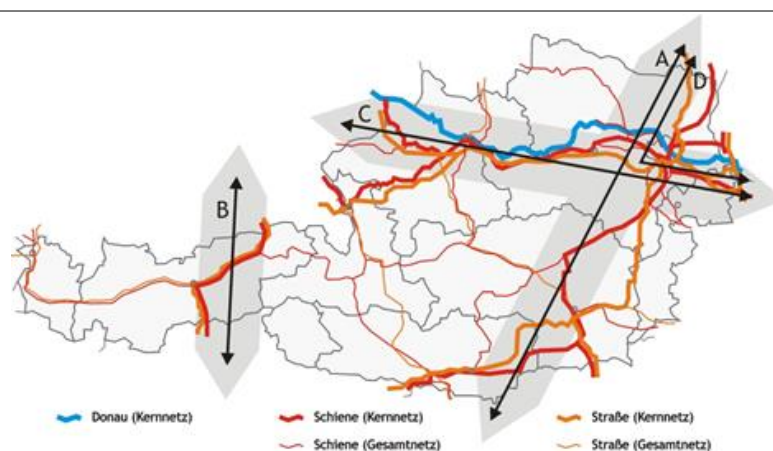 A
D
C
B
Donau (Kernnetz)
Schiene (Kernnetz)
Straße (Kernnetz)
Schiene (Gesamtnetz)
Straße (Gesamtnetz)